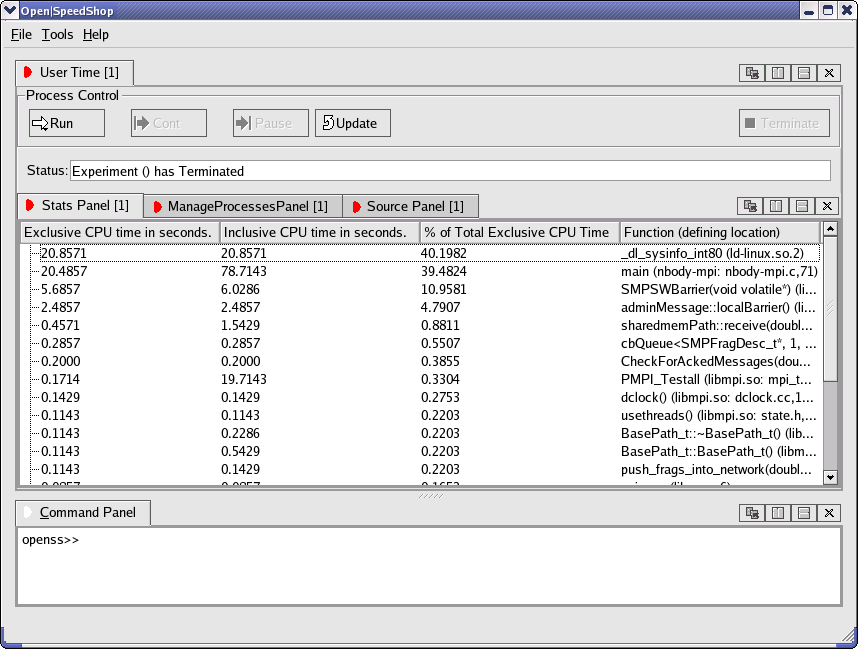 Open|SpeedShop
File Tools Help
User Time [1]
Process Control
Run Cont Pause Update Terminate
Status: Experiment () has Terminated
Stats Panel [1] ManageProcessesPanel [1] Source Panel [1]
Exclusive CPU time in seconds. Inclusive CPU time in seconds. % of Total Exclusive CPU Time Function (defining location)
20.8571 20.8571 40.1982 _dl_sysinfo_int80 (ld-linux.so.2)
20.4857 78.7143 39.4824 main (nbody-mpi: nbody-mpi.c,71)
5.6857 6.0286 10.9581 SMPSWBarrier(void volatile*) (li...
2.4857 2.4857 4.7907 adminMessage::localBarrier() (li...
0.4571 1.5429 0.8811 sharedmemPath::receive(doubl...
0.2857 0.2857 0.5507 cbQueue<SMPFragDesc_t*, 1, ...
0.2000 0.2000 0.3855 CheckForAckedMessages(dou...
0.1714 19.7143 0.3304 PMPI_Testall (libmpi.so: mpi_t...
0.1429 0.1429 0.2753 dclock() (libmpi.so: dclock.cc,1...
0.1143 0.1143 0.2203 usethreads() (libmpi.so: state.h,...
0.1143 0.2286 0.2203 BasePath_t::~BasePath_t() (lib...
0.1143 0.5429 0.2203 BasePath_t::BasePath_t() (libm...
0.1143 0.1429 0.2203 push_frags_into_network(doubl...
Command Panel
openss>>